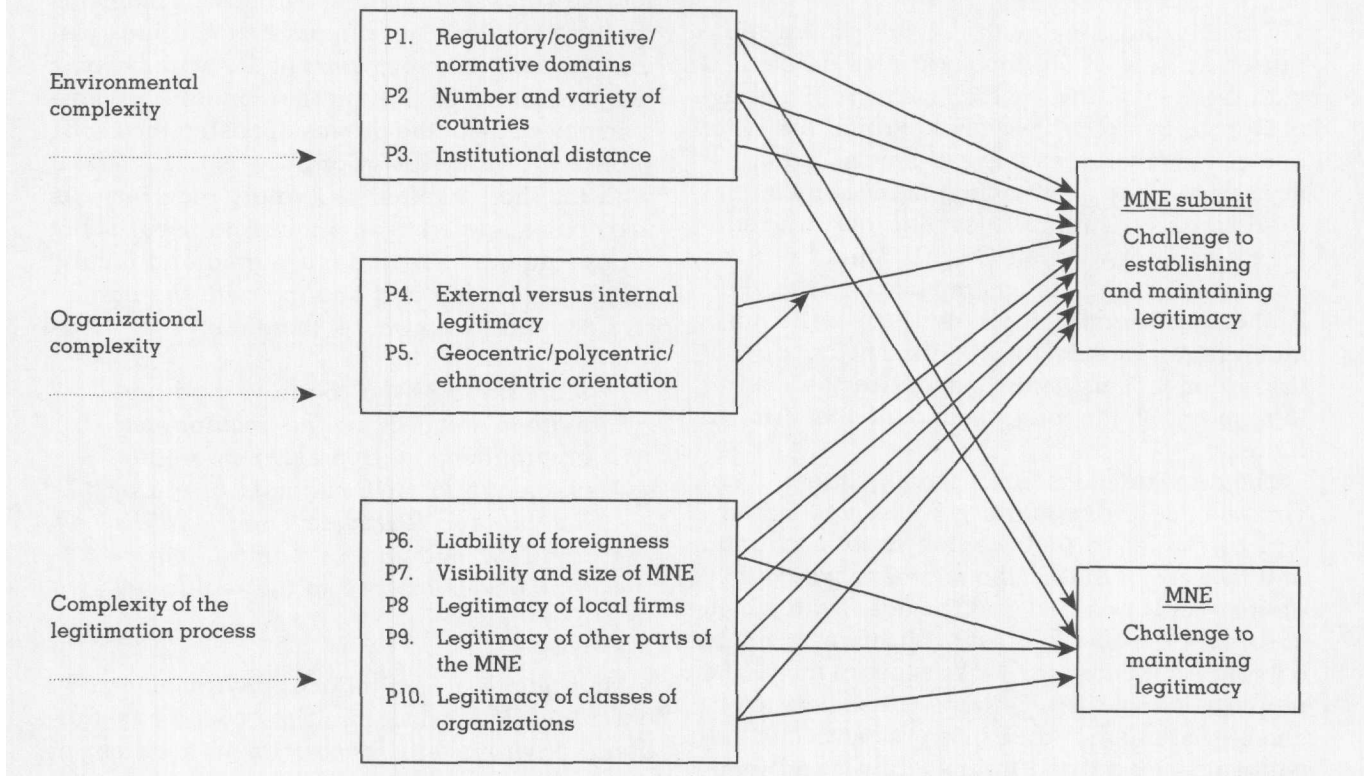 Environmental
complexity
P1. Regulatory/cognitive/
normative domains
P2 Number and variety of
countries
P3. Institutional distance
Organizational
complexity
P4. External versus internal
legitimacy
P5. Geocentric/polycentric/
ethnocentric orientation
Complexity of the
legitimation process
P6. Liability of foreignness
P7. Visibility and size of MNE
P8 Legitimacy of local firms
P9. Legitimacy of other parts of
the MNE
P10. Legitimacy of classes of
organizations
MNE subunit
Challenge to
establishing
and maintaining
legitimacy
MNE
Challenge to
maintaining
legitimacy